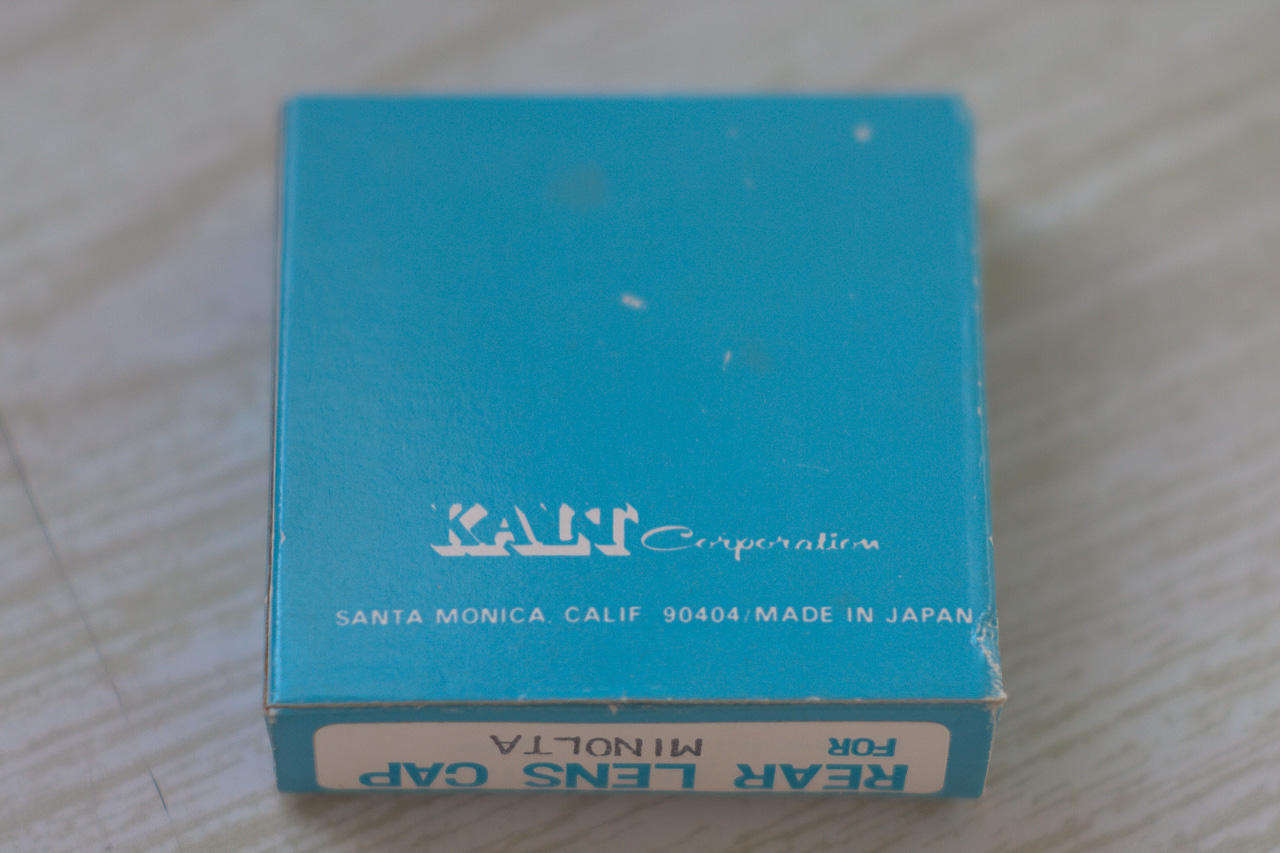 KALT Corporation
SANTA MONICA, CALIF 90404/MADE IN JAPAN
REAR LENS CAP
FOR MINOLTA